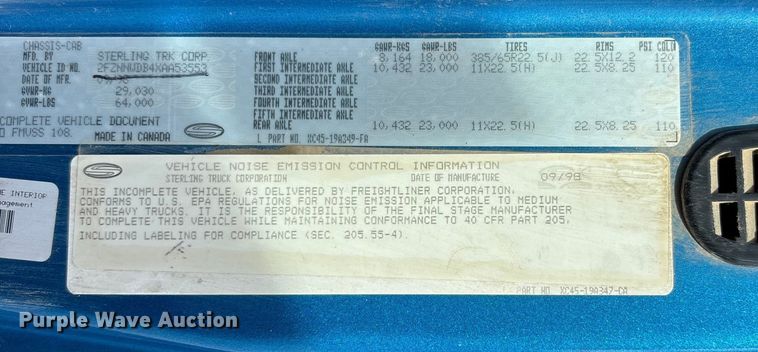 CHASSIS-CAB
MFD. BY STERLING TRK CORP.
VEHICLE ID NO. 2FZNNWDB4XAA53553
DATE OF MFR.
GVWR-KGS 29,030
GVWR-LBS 64,000
COMPLETE VEHICLE DOCUMENT
FMVSS 108. MADE IN CANADA
GAWR-KGS GAWR-LBS TIRES RIMS PSI COLD
FRONT AXLE 8,164 18,000 385/65R22.5(J) 22.5X12.2 120
FIRST INTERMEDIATE AXLE 10,432 23,000 11X22.5(H) 22.5X8.25 110
SECOND INTERMEDIATE AXLE
THIRD INTERMEDIATE AXLE
FOURTH INTERMEDIATE AXLE
FIFTH INTERMEDIATE AXLE
REAR AXLE 10,432 23,000 11X22.5(H) 22.5X8.25 110
PART NO. XC45-19A349-FA
INTERIOR
VEHICLE NOISE EMISSION CONTROL INFORMATION
STERLING TRUCK CORPORATION DATE OF MANUFACTURE 09/98
THIS INCOMPLETE VEHICLE, AS DELIVERED BY FREIGHTLINER CORPORATION,
CONFORMS TO U.S. EPA REGULATIONS FOR NOISE EMISSION APPLICABLE TO MEDIUM
AND HEAVY TRUCKS. IT IS THE RESPONSIBILITY OF THE FINAL STAGE MANUFACTURER
TO COMPLETE THIS VEHICLE WHILE MAINTAINING CONFORMANCE TO 40 CFR PART 205,
INCLUDING LABELING FOR COMPLIANCE (SEC. 205.55-4)
PART NO. XC45-19A347-CA
Purple Wave Auction